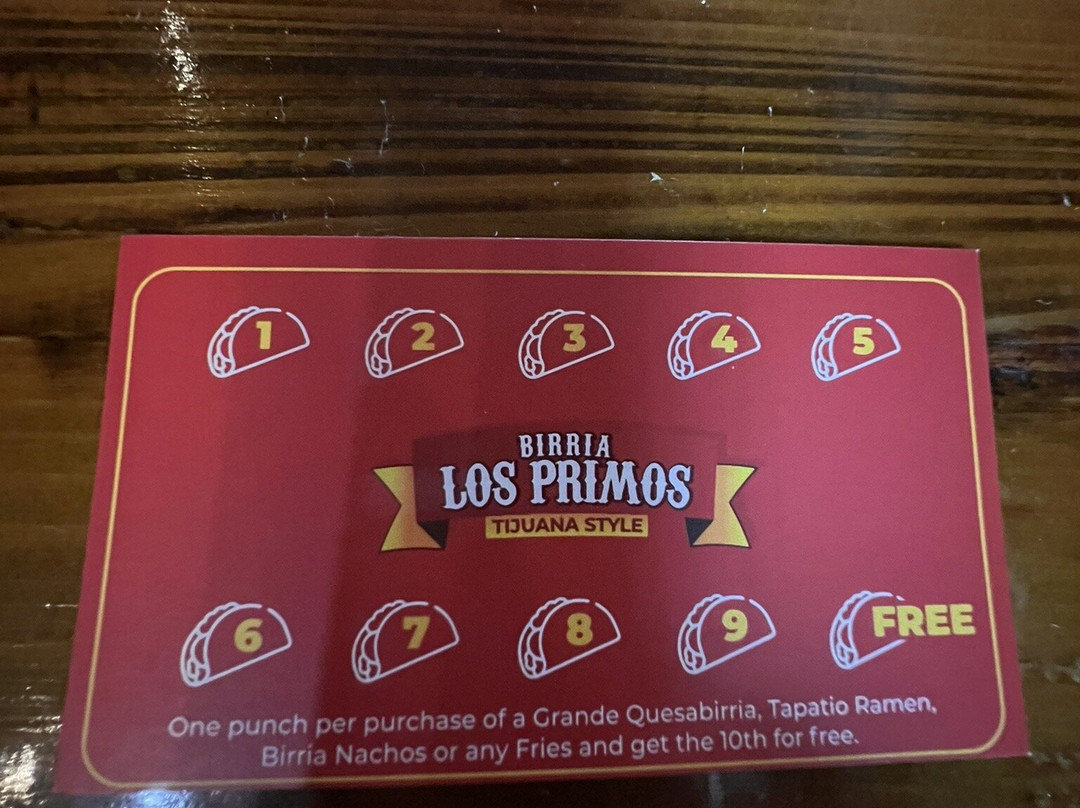 1 2 3 4 5
BIRRIA
LOS PRIMOS
TIJUANA STYLE
6 7 8 9 FREE
One punch per purchase of a Grande Quesabirria, Tapatio Ramen,
Birria Nachos or any Fries and get the 10th for free.